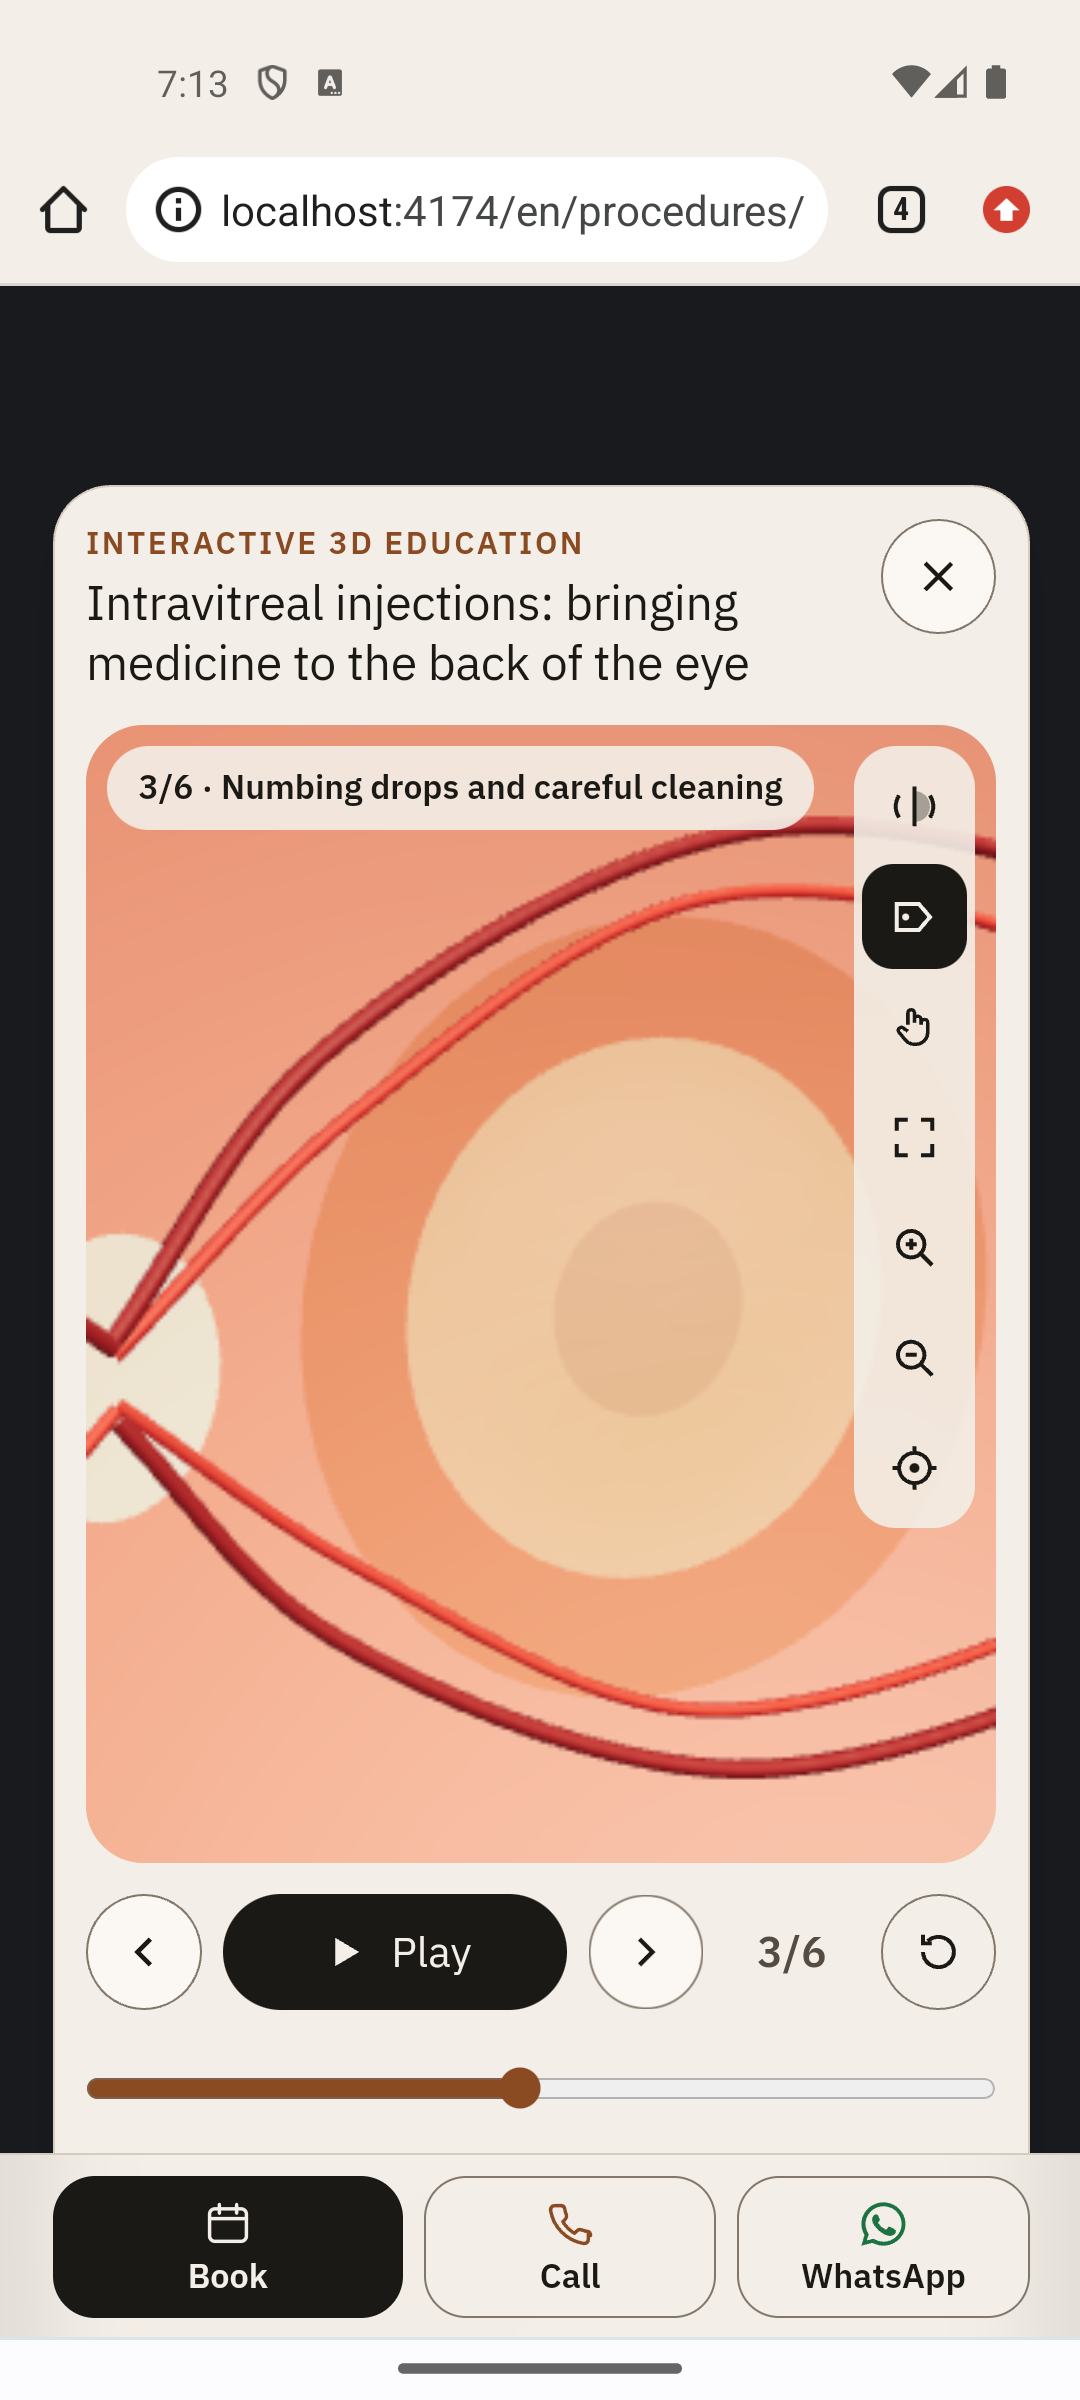 7:13
localhost:4174/en/procedures/
4
INTERACTIVE 3D EDUCATION
Intravitreal injections: bringing
medicine to the back of the eye
3/6 · Numbing drops and careful cleaning
Play
3/6
Book
Call
WhatsApp